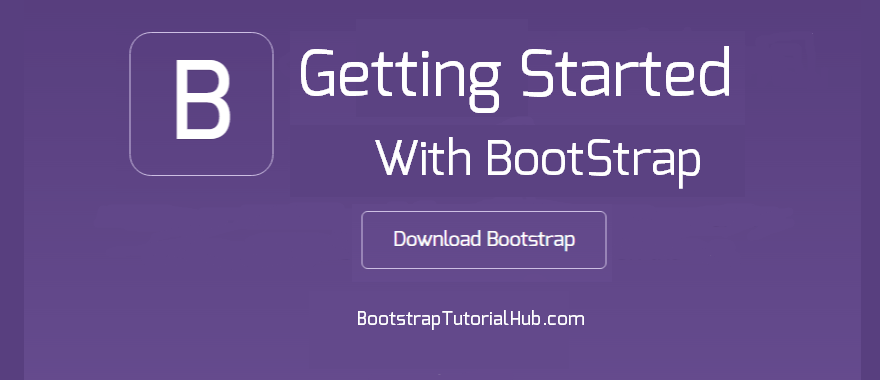 B
Getting Started
With BootStrap
Download Bootstrap
BootstrapTutorialHub.com